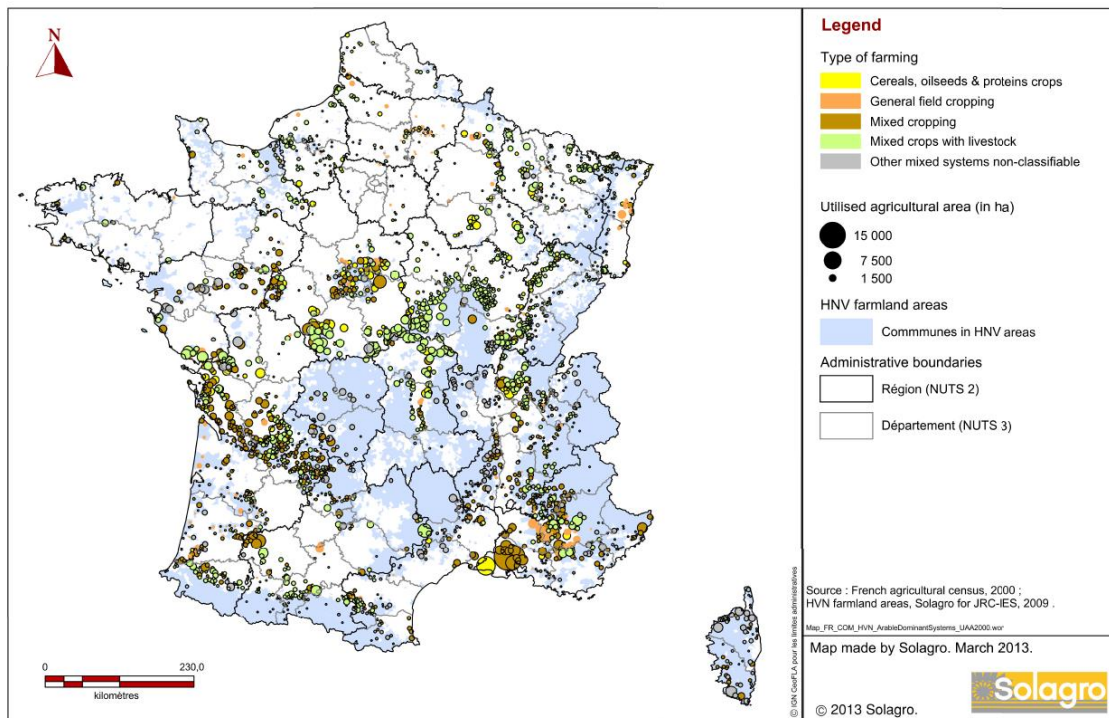 N
0 230,0
kilomètres
© IGN GeoFLA pour les limites administratives
Legend
Type of farming
Cereals, oilseeds & proteins crops
General field cropping
Mixed cropping
Mixed crops with livestock
Other mixed systems non-classifiable
Utilised agricultural area (in ha)
15 000
7 500
1 500
HNV farmland areas
Commmunes in HNV areas
Administrative boundaries
Région (NUTS 2)
Département (NUTS 3)
Source : French agricultural census, 2000 ;
HVN farmland areas, Solagro for JRC-IES, 2009 .
Map_FR_COM_HVN_ArableDominantSystems_UAA2000.wor
Map made by Solagro. March 2013.
© 2013 Solagro.
Solagro